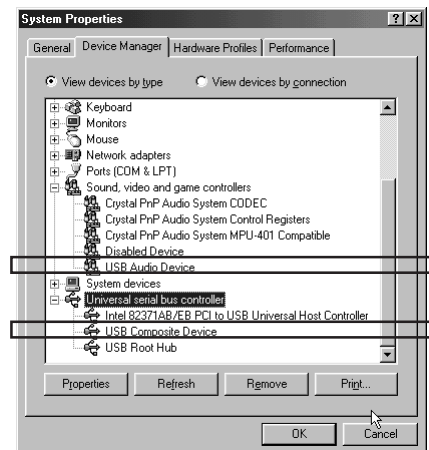 System Properties
General Device Manager Hardware Profiles Performance
View devices by type View devices by connection
Keyboard
Monitors
Mouse
Network adapters
Ports (COM & LPT)
Sound, video and game controllers
Crystal PnP Audio System CODEC
Crystal PnP Audio System Control Registers
Crystal PnP Audio System MPU-401 Compatible
Disabled Device
USB Audio Device
System devices
Universal serial bus controller
Intel 82371AB/EB PCI to USB Universal Host Controller
USB Composite Device
USB Root Hub
Properties Refresh Remove Print...
OK Cancel